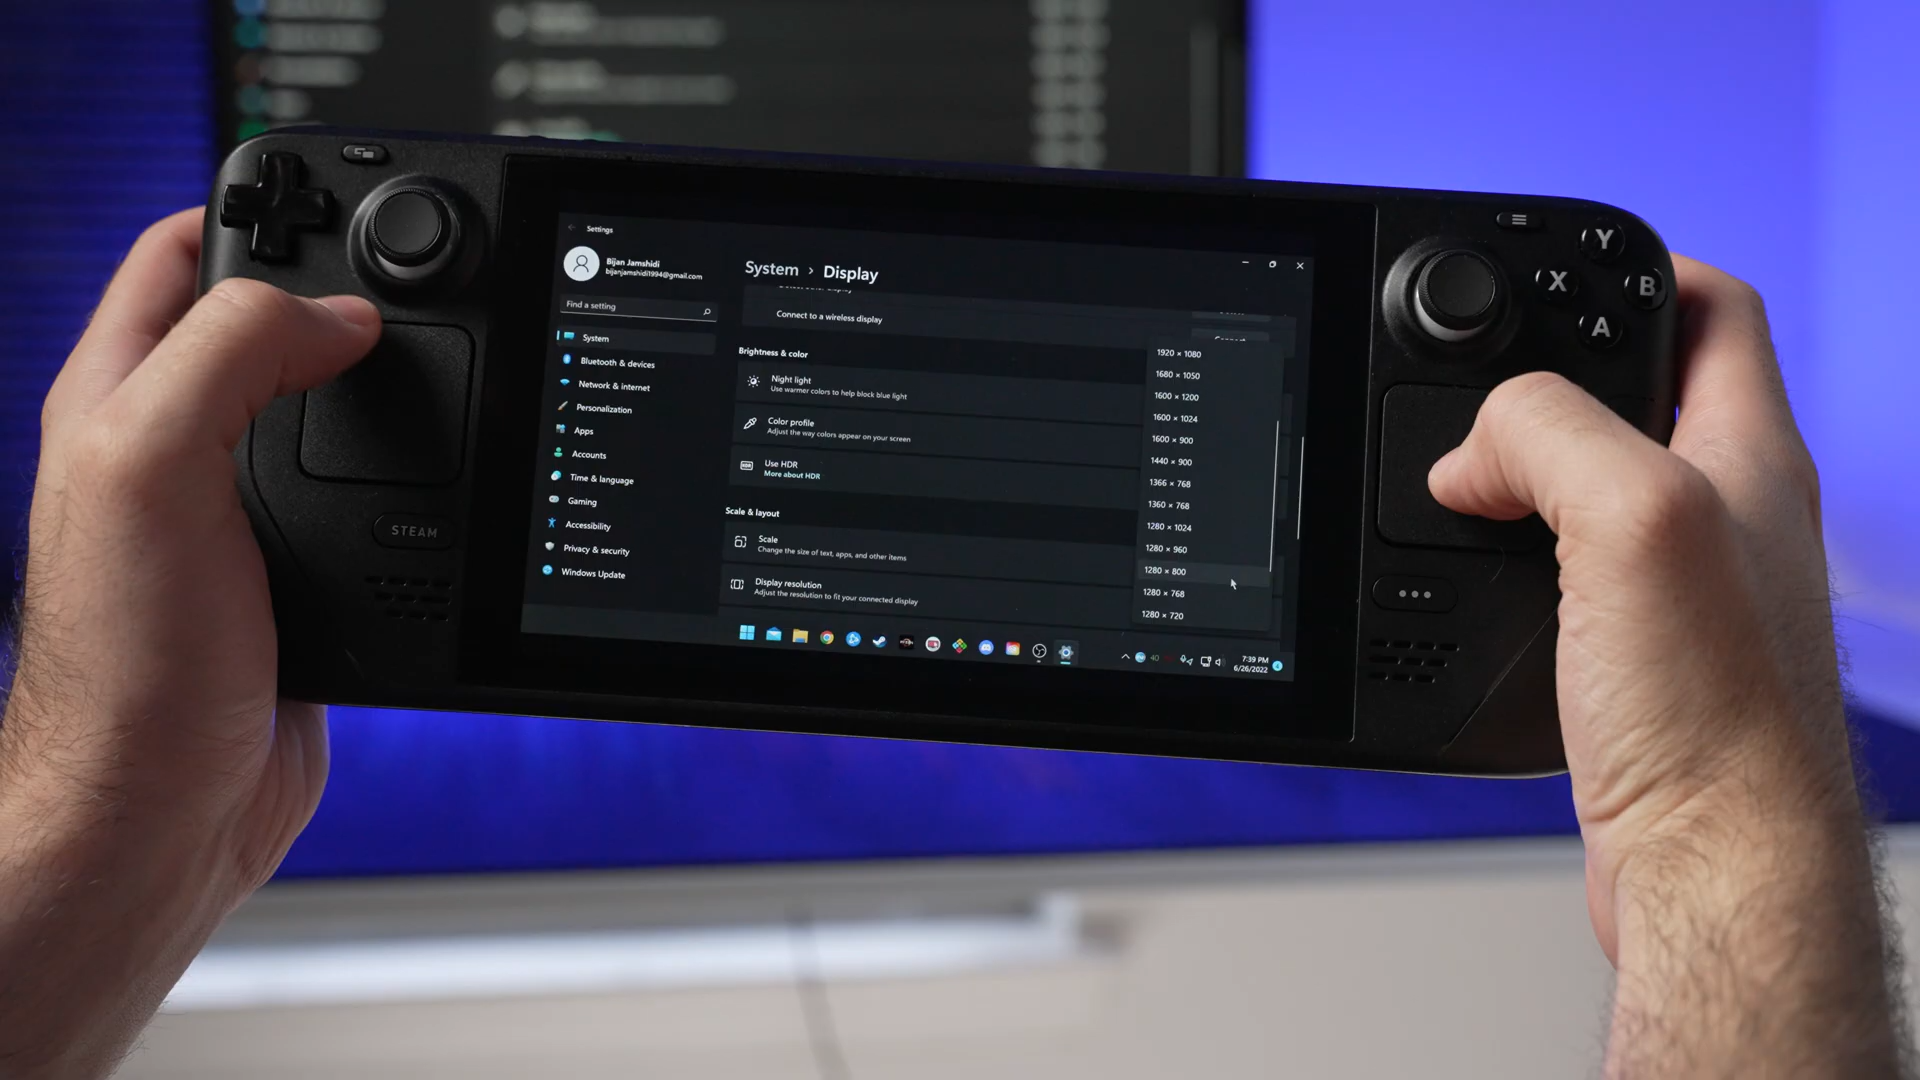 Settings
Bijan Jamshidi
bijanjamshidi1994@gmail.com
Find a setting
System
Bluetooth & devices
Network & internet
Personalization
Apps
Accounts
Time & language
Gaming
Accessibility
Privacy & security
Windows Update
System › Display
Connect to a wireless display
Connect
Brightness & color
Night light
Use warmer colors to help block blue light
Color profile
Adjust the way colors appear on your screen
Use HDR
More about HDR
Scale & layout
Scale
Change the size of text, apps, and other items
Display resolution
Adjust the resolution to fit your connected display
1920 × 1080
1680 × 1050
1600 × 1200
1600 × 1024
1600 × 900
1440 × 900
1366 × 768
1360 × 768
1280 × 1024
1280 × 960
1280 × 800
1280 × 768
1280 × 720
40
7:39 PM
6/26/2022
STEAM
Y
X
B
A